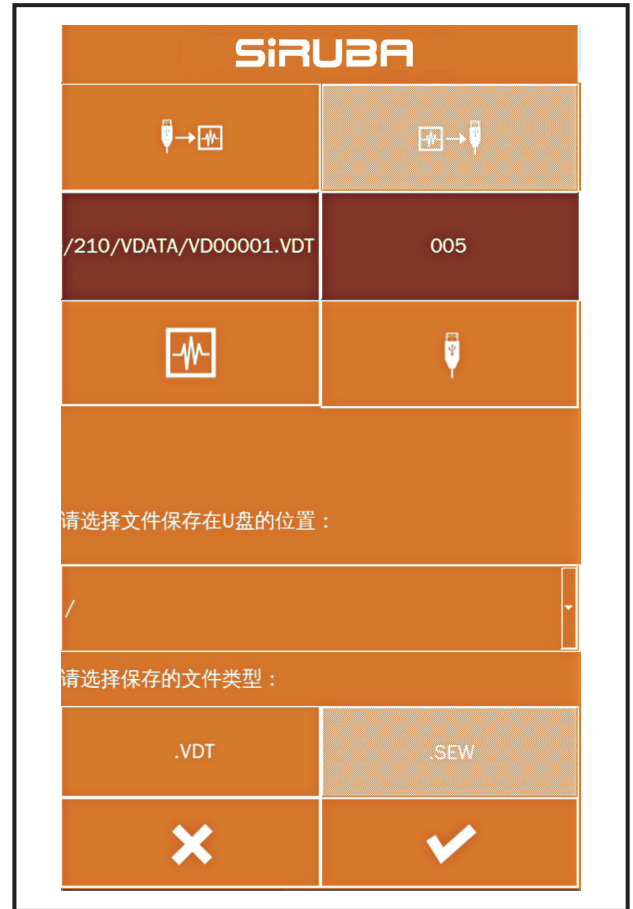 SiRUBA
/210/VDATA/VD00001.VDT
005
请选择文件保存在U盘的位置：
/
请选择保存的文件类型：
.VDT
.SEW